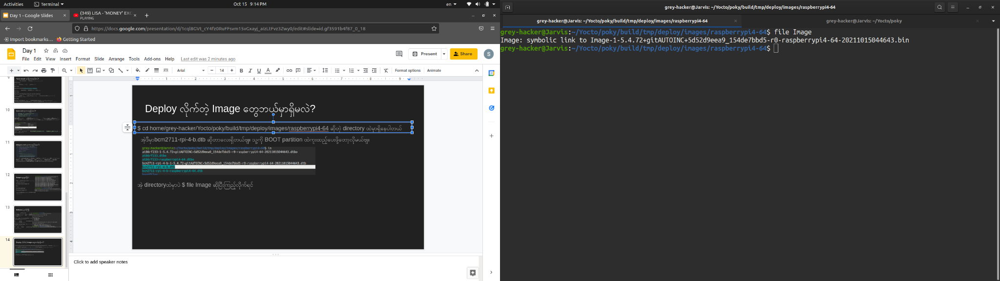 Activities
Terminal
Oct 15 9:14 PM
en
Day 1 - Google Slides
(349) LISA - 'MONEY' EXC
PLAYING
https://docs.google.com/presentation/d/1cql8GVt_cY4fz0RuFFsvm15vGxayj_aIzLtFvz3Zwy0/edit#slide=id.gf3591b4f87_0_18
Import bookmarks...
Getting Started
Day 1
File Edit View Insert Format Slide Arrange Tools Add-ons Help
Last edit was 2 minutes ago
Present
Share
S
Arial
14
Format options
Animate
9
10
11
12
13
14
Deploy လိုက်တဲ့ Image တွေဘယ်မှာရှိမလဲ?
$ cd home/grey-hacker/Yocto/poky/build/tmp/deploy/images/raspberrypi4-64 ဆိုတဲ့ directory ထဲမှာရှိနေပါတယ်
အဲ့ဒီမှာbcm2711-rpi-4-b.dtb ဆိုတာလေးရှိတယ်ဗျ။ သူ့ကို BOOT partition ထဲကူးထည့်ပေးဖို့တော့လိုမယ်ဗျ။
grey-hacker@Jarvis:~/Yocto/poky/build/tmp/deploy/images/raspberrypi4-64$ ls
at86rf233-1-5.4.72+gitAUTOINC+5d52d9eea9_154de7bbd5-r0-raspberrypi4-64-20211015044643.dtbo
at86rf233.dtbo
at86rf233-raspberrypi4-64.dtbo
bcm2711-rpi-4-b-1-5.4.72+gitAUTOINC+5d52d9eea9_154de7bbd5-r0-raspberrypi4-64-20211015044643.dtb
bcm2711-rpi-4-b.dtb
bcm2711-rpi-4-b-raspberrypi4-64.dtb
အဲ့ directoryထဲမှာပဲ $ file Image ဆိုပြီးကြည့်လိုက်ရင်
Click to add speaker notes
grey-hacker@Jarvis: ~/Yocto/poky/build/tmp/deploy/images/raspberrypi4-64
grey-hacker@Jarvis: ~/Yocto/poky/build/tmp/deploy/images/raspberrypi4-64
grey-hacker@Jarvis: ~/Yocto/poky
grey-hacker@Jarvis:~/Yocto/poky/build/tmp/deploy/images/raspberrypi4-64$ file Image
Image: symbolic link to Image-1-5.4.72+gitAUTOINC+5d52d9eea9_154de7bbd5-r0-raspberrypi4-64-20211015044643.bin
grey-hacker@Jarvis:~/Yocto/poky/build/tmp/deploy/images/raspberrypi4-64$